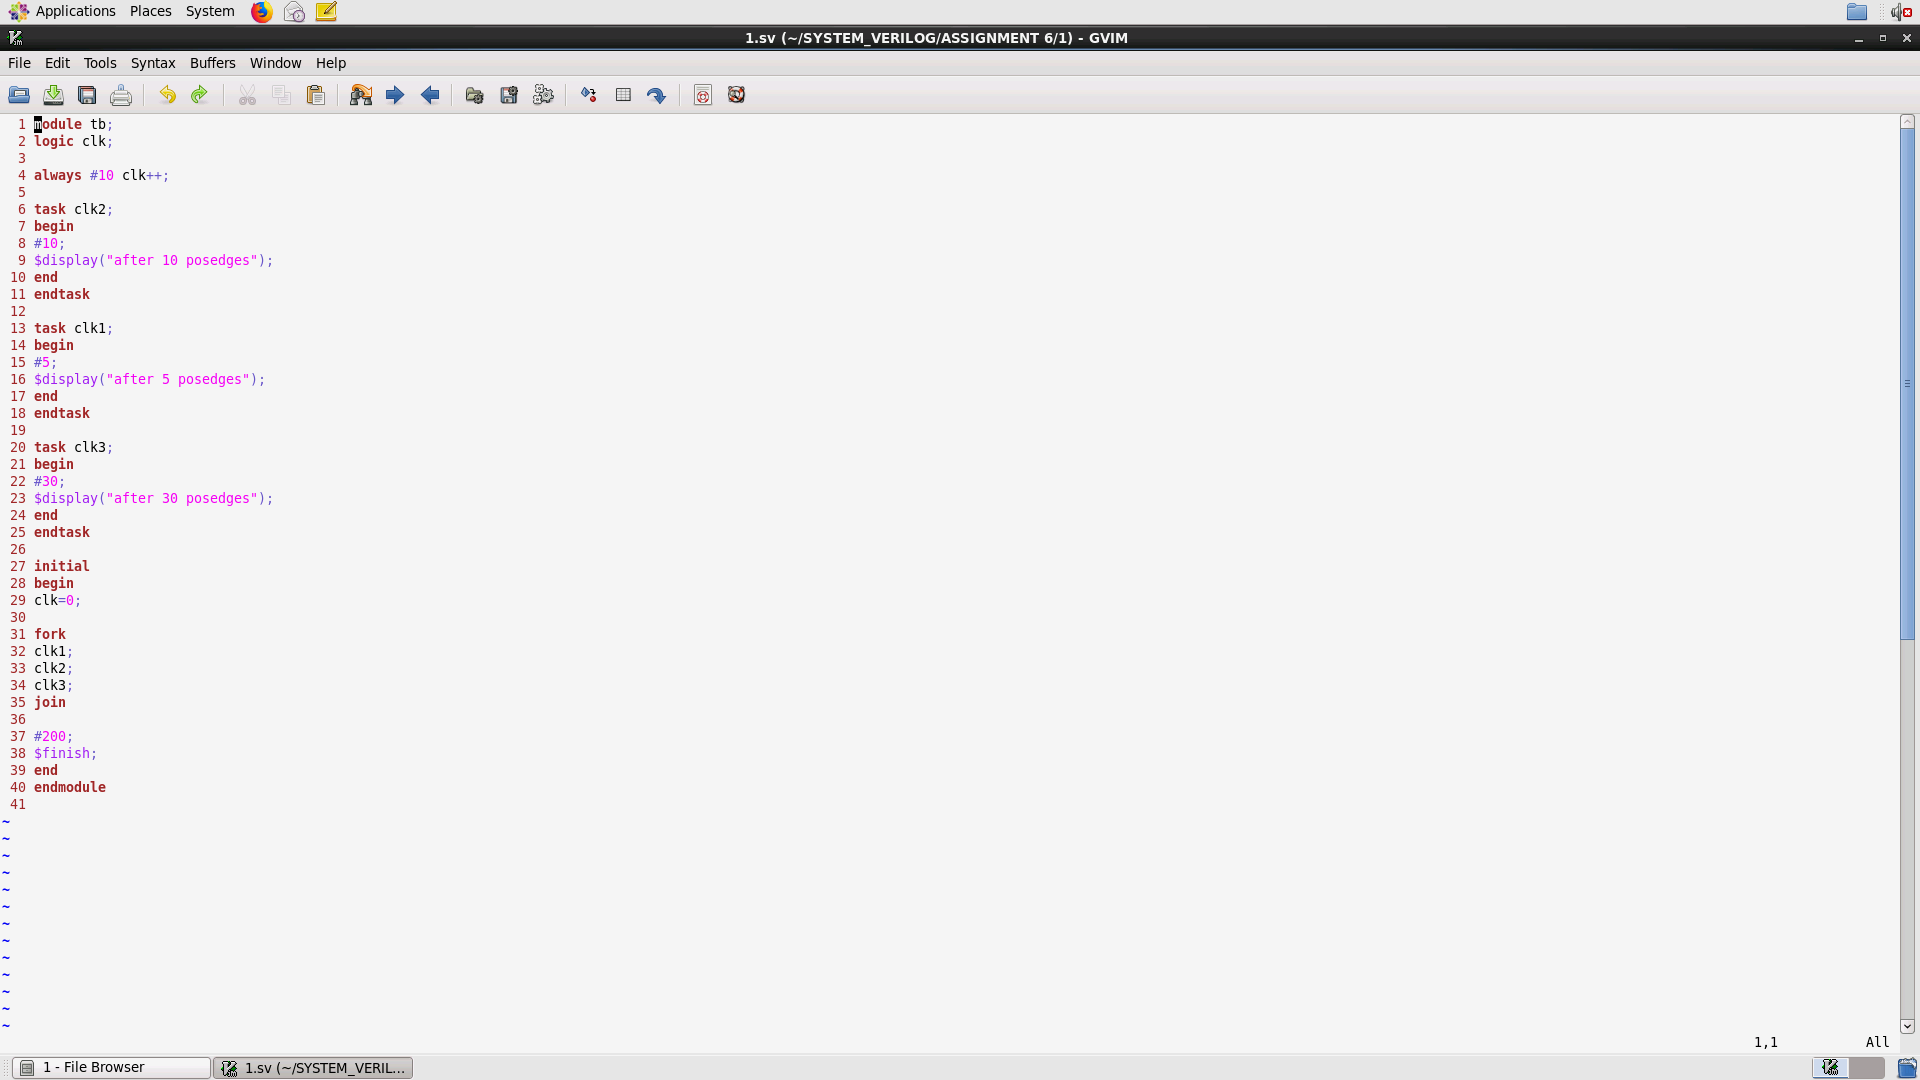 Applications Places System
1.sv (~/SYSTEM_VERILOG/ASSIGNMENT 6/1) - GVIM
File Edit Tools Syntax Buffers Window Help
1 module tb;
2 logic clk;
3
4 always #10 clk++;
5
6 task clk2;
7 begin
8 #10;
9 $display("after 10 posedges");
10 end
11 endtask
12
13 task clk1;
14 begin
15 #5;
16 $display("after 5 posedges");
17 end
18 endtask
19
20 task clk3;
21 begin
22 #30;
23 $display("after 30 posedges");
24 end
25 endtask
26
27 initial
28 begin
29 clk=0;
30
31 fork
32 clk1;
33 clk2;
34 clk3;
35 join
36
37 #200;
38 $finish;
39 end
40 endmodule
41
~
~
~
~
~
~
~
~
~
~
~
~
~
1,1 All
1 - File Browser 1.sv (~/SYSTEM_VERIL...